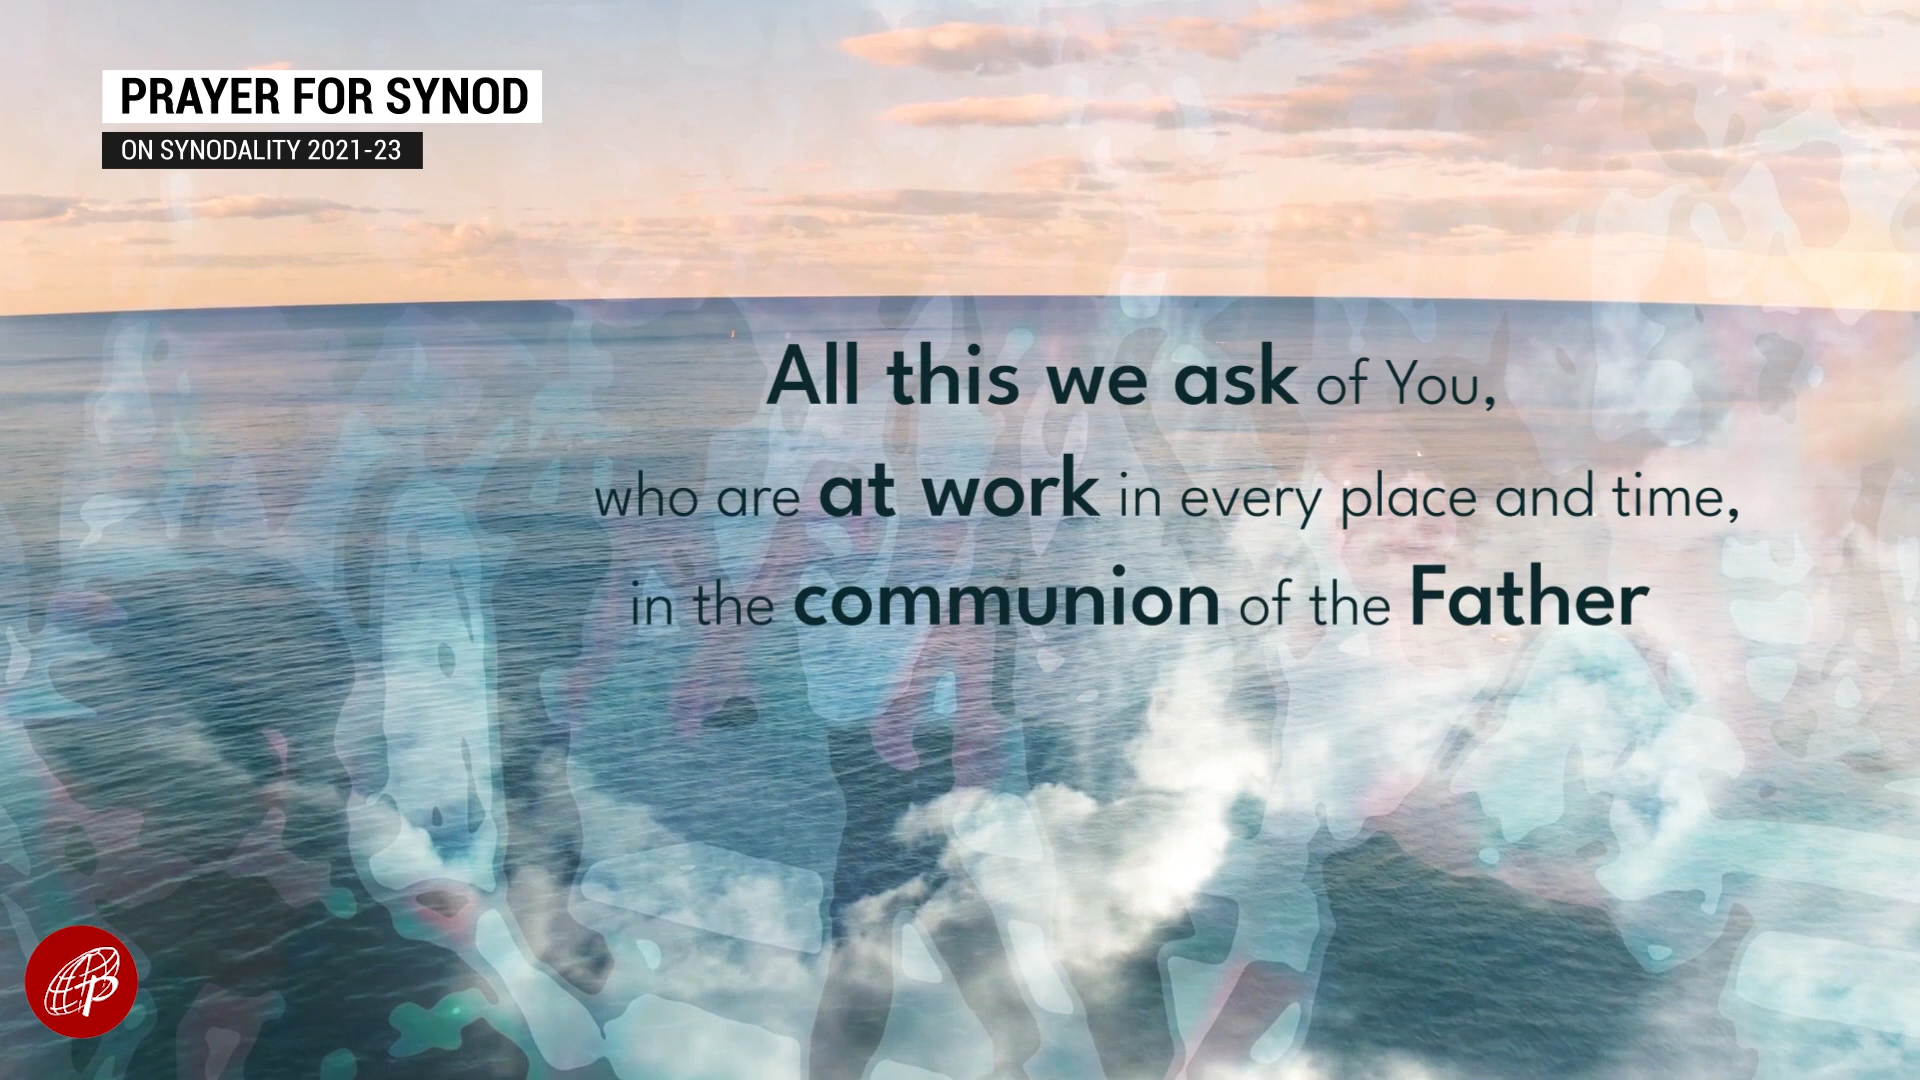 PRAYER FOR SYNOD
ON SYNODALITY 2021-23
All this we ask of You,
who are at work in every place and time,
in the communion of the Father